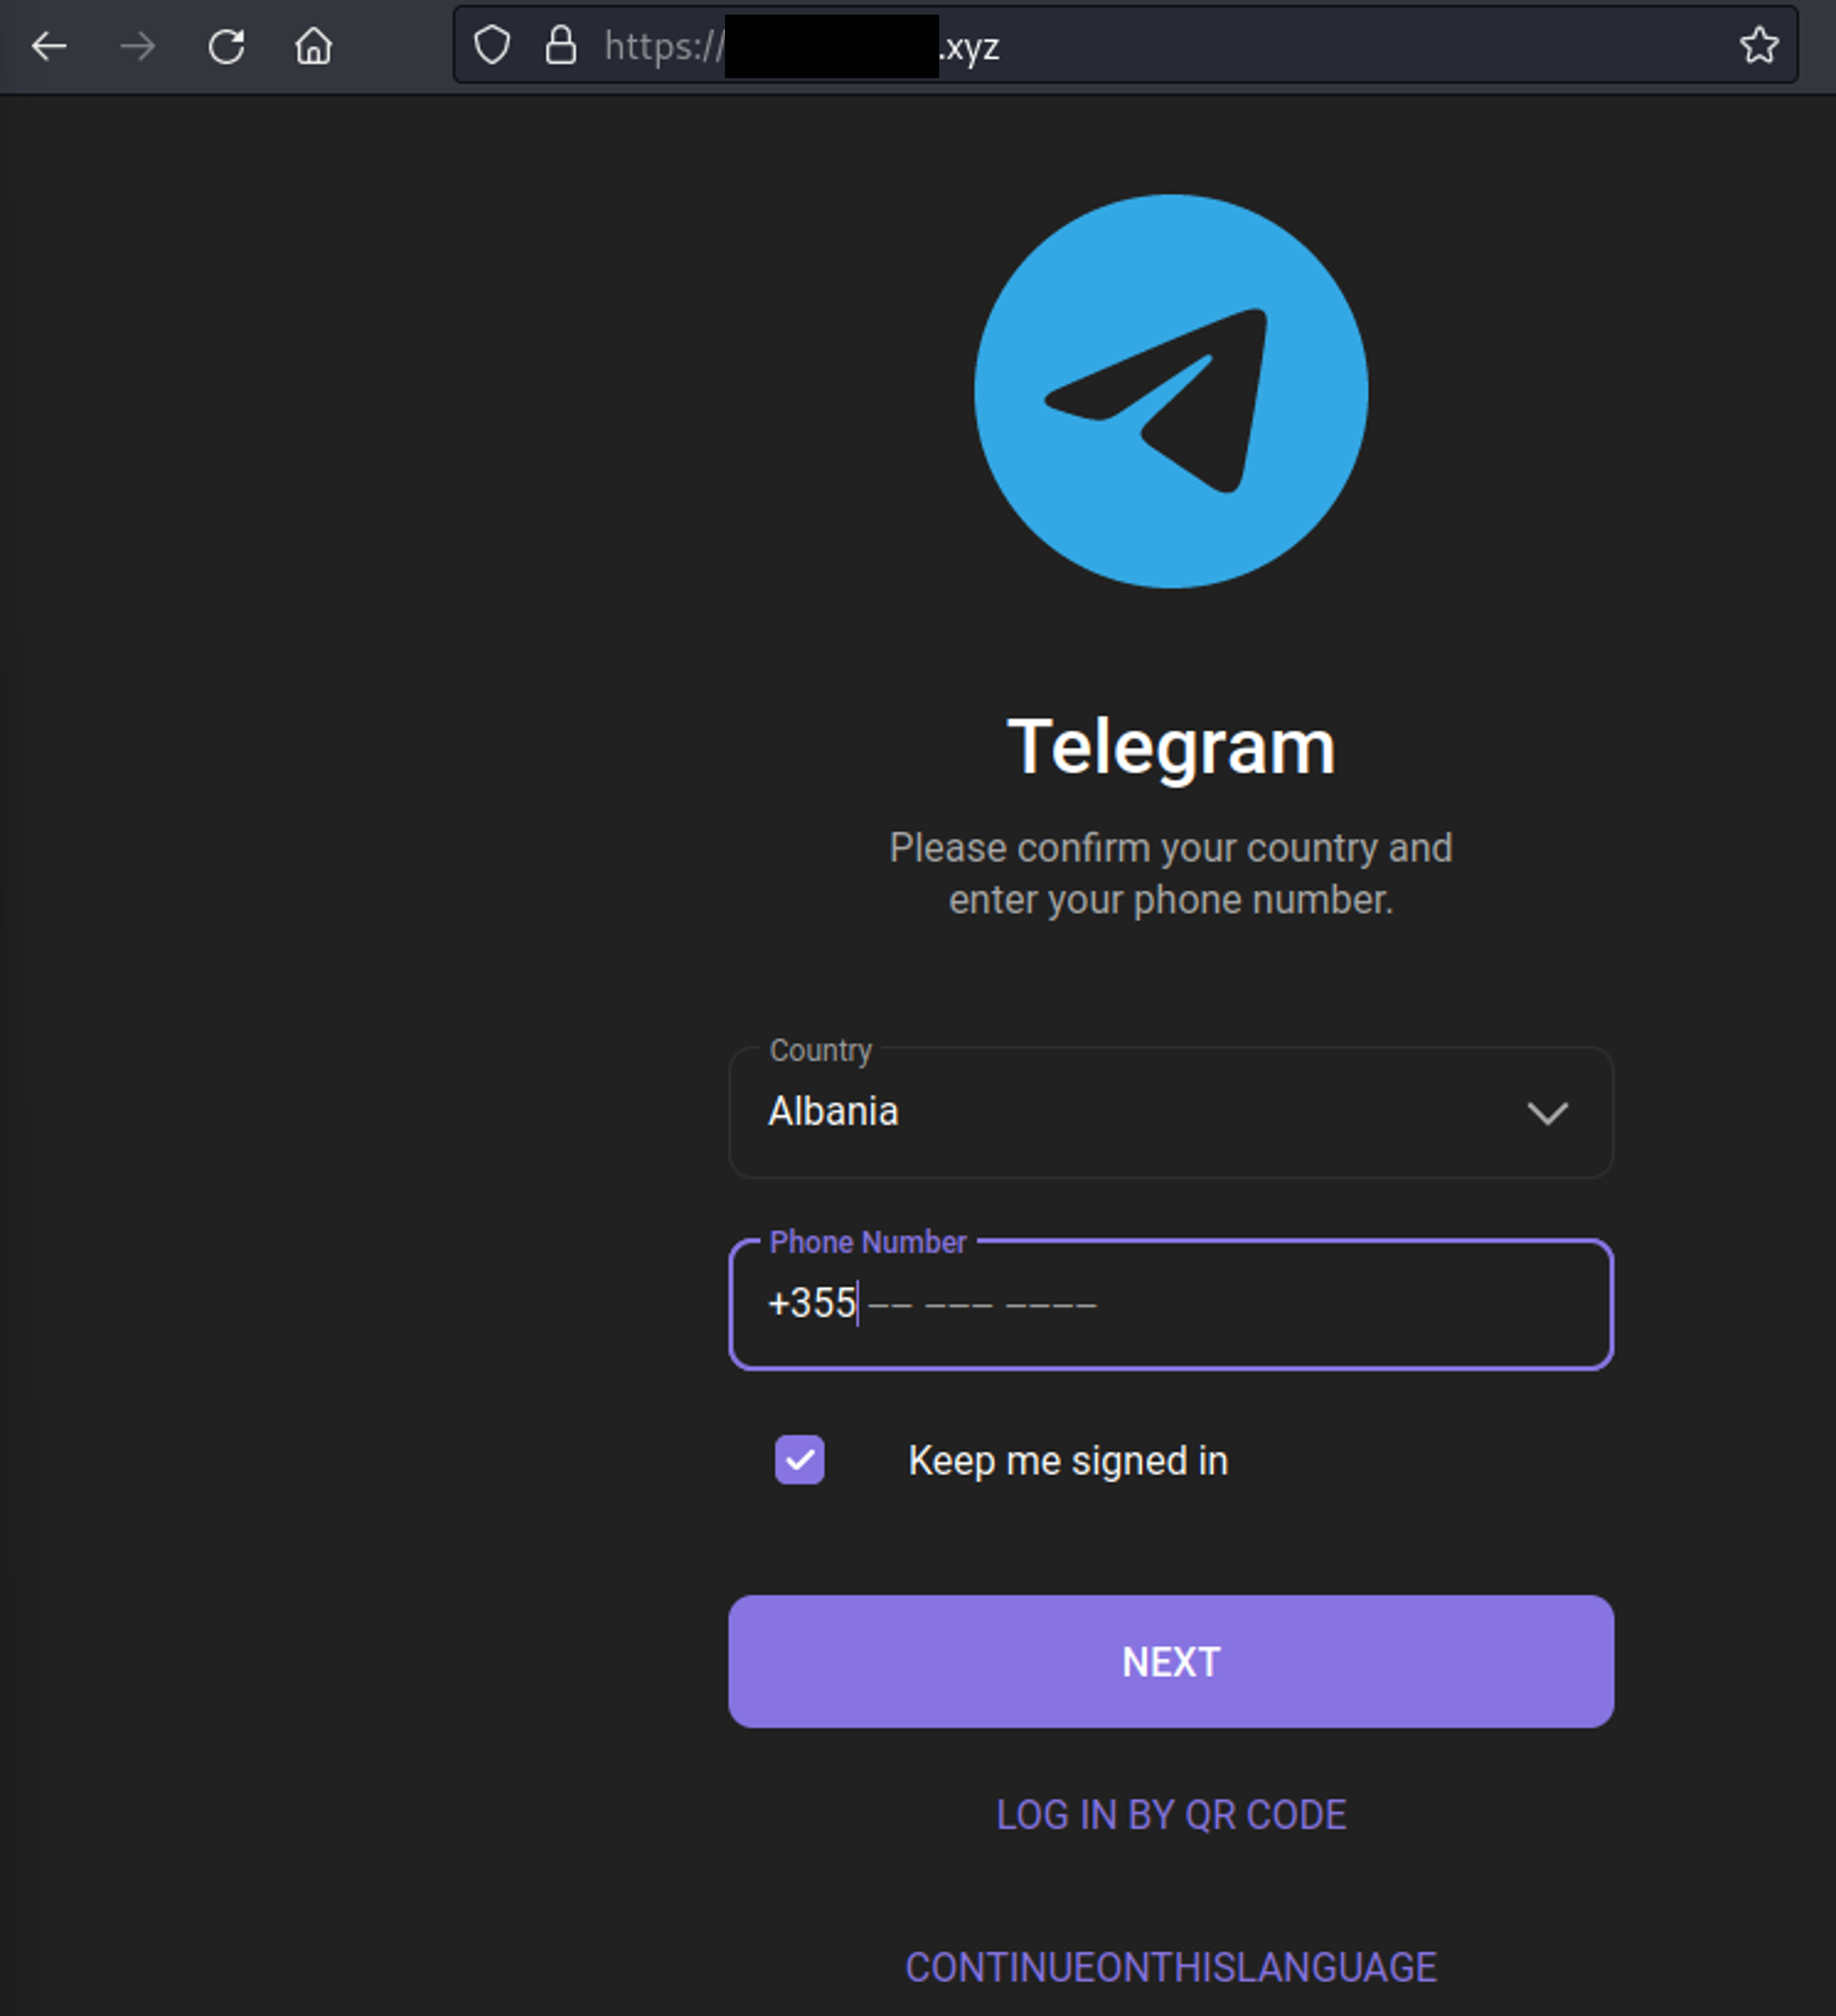 https://
.xyz
Telegram
Please confirm your country and
enter your phone number.
Country
Albania
Phone Number
+355 –– ––– ––––
Keep me signed in
NEXT
LOG IN BY QR CODE
CONTINUEONTHISLANGUAGE